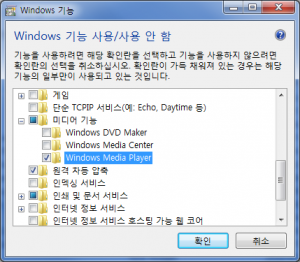 Windows 기능
Windows 기능 사용/사용 안 함
기능을 사용하려면 해당 확인란을 선택하고 기능을 사용하지 않으려면
확인란의 선택을 취소하십시오. 확인란이 가득 채워져 있는 경우는 해당
기능의 일부만이 사용되고 있는 것입니다.
게임
단순 TCPIP 서비스(예: Echo, Daytime 등)
미디어 기능
Windows DVD Maker
Windows Media Center
Windows Media Player
원격 차등 압축
인덱싱 서비스
인쇄 및 문서 서비스
인터넷 정보 서비스
인터넷 정보 서비스 호스팅 가능 웹 코어
확인
취소